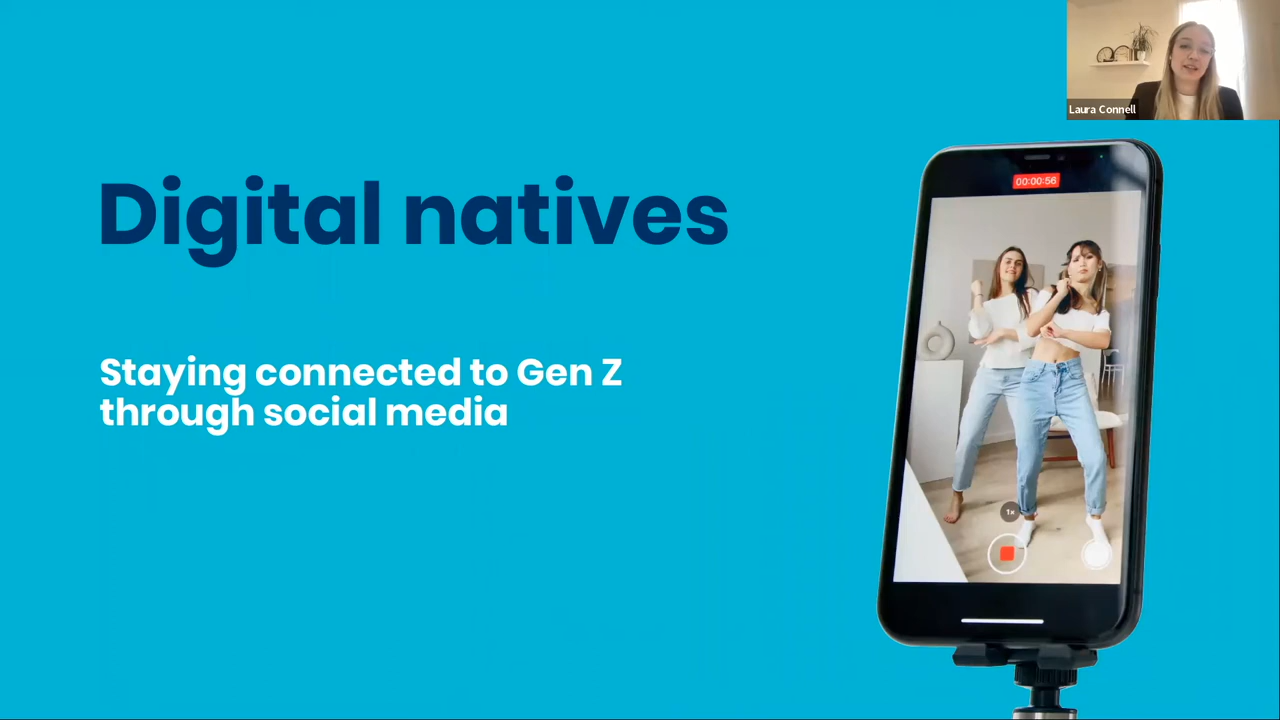 Laura Connell
00:00:56
Digital natives
Staying connected to Gen Z
through social media
1x